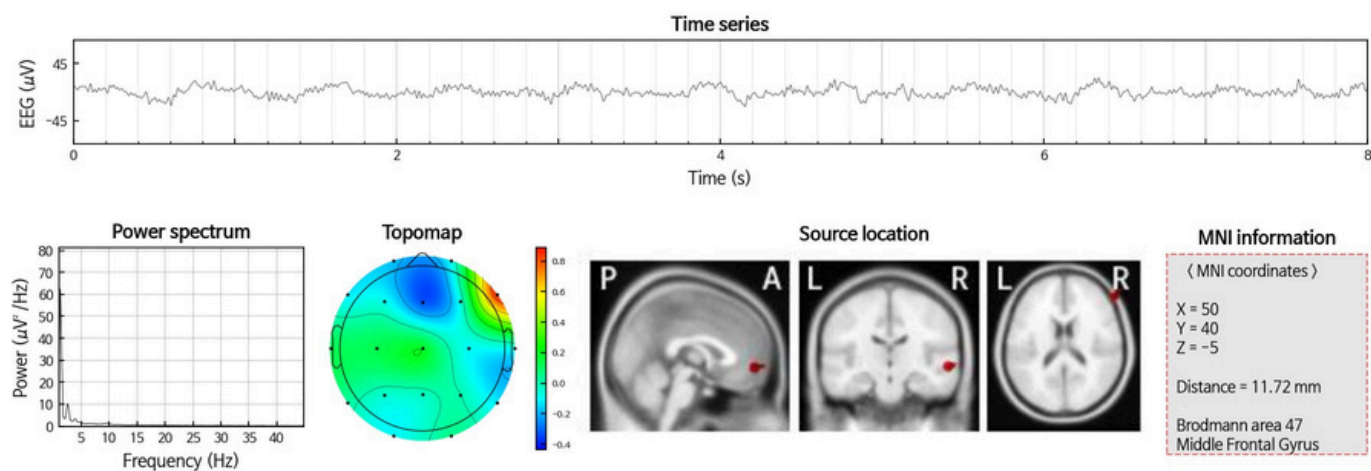 Time series
EEG (μV)
45
−45
0 2 4 6 8
Time (s)
Power spectrum
Power (μV²/Hz)
80
70
60
50
40
30
20
10
0
5 10 15 20 25 30 35 40
Frequency (Hz)
Topomap
0.8
0.6
0.4
0.2
0.0
−0.2
−0.4
Source location
P A L R L R
MNI information
〈 MNI coordinates 〉
X = 50
Y = 40
Z = −5
Distance = 11.72 mm
Brodmann area 47
Middle Frontal Gyrus